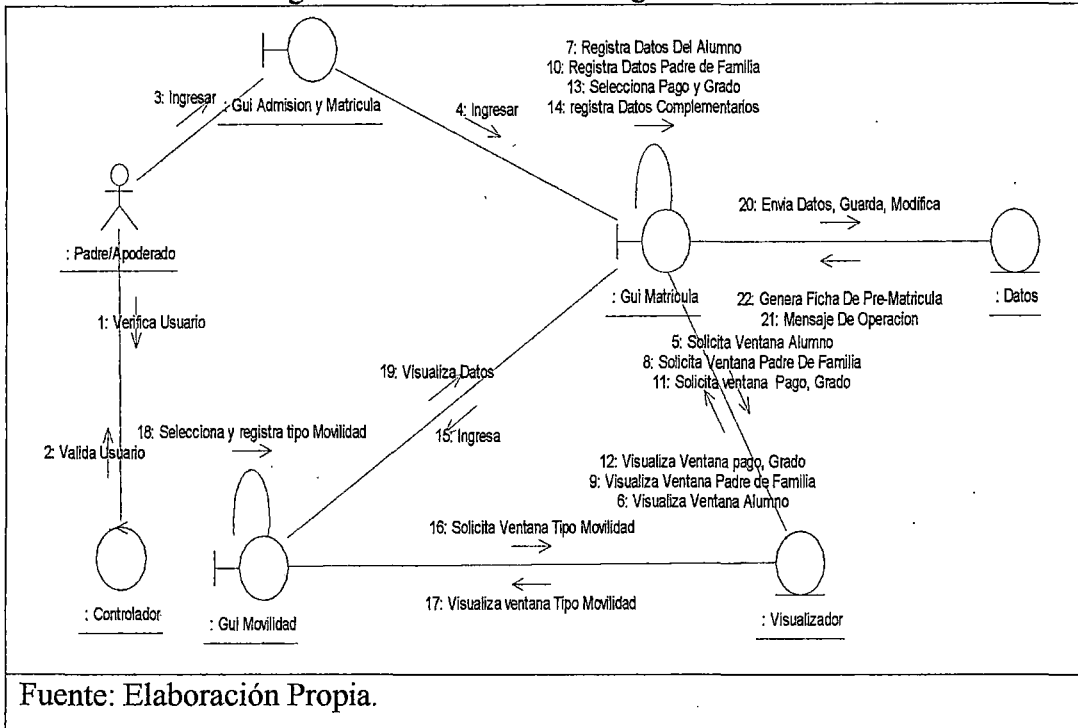 7: Registra Datos Del Alumno
10: Registra Datos Padre de Familia
13: Selecciona Pago y Grado
14: registra Datos Complementarios
3: Ingresar
: Gui Admision y Matricula
4: Ingresar
20: Envia Datos, Guarda, Modifica
: Padre/Apoderado
: Gui Matricula
22: Genera Ficha De Pre-Matricula
: Datos
21: Mensaje De Operacion
1: Verifica Usuario
5: Solicita Ventana Alumno
8: Solicita Ventana Padre De Familia
11: Solicita ventana Pago, Grado
19: Visualiza Datos
18: Selecciona y registra tipo Movilidad
15: Ingresa
2: Valida Usuario
12: Visualiza Ventana pago, Grado
9: Visualiza Ventana Padre de Familia
6: Visualiza Ventana Alumno
16: Solicita Ventana Tipo Movilidad
17: Visualiza ventana Tipo Movilidad
: Controlador
: Gui Movilidad
: Visualizador
Fuente: Elaboración Propia.